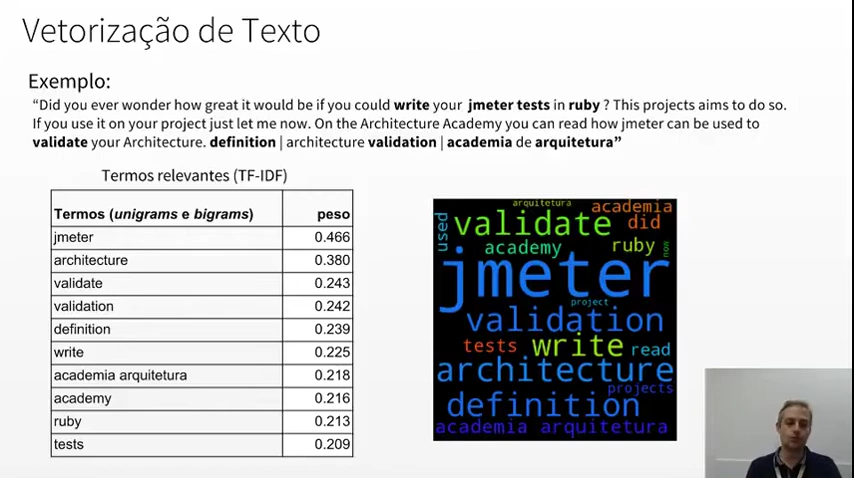 Vetorização de Texto
Exemplo:
“Did you ever wonder how great it would be if you could write your jmeter tests in ruby ? This projects aims to do so.
If you use it on your project just let me now. On the Architecture Academy you can read how jmeter can be used to
validate your Architecture. definition | architecture validation | academia de arquitetura”
Termos relevantes (TF-IDF)
Termos (unigrams e bigrams) peso
jmeter 0.466
architecture 0.380
validate 0.243
validation 0.242
definition 0.239
write 0.225
academia arquitetura 0.218
academy 0.216
ruby 0.213
tests 0.209
arquitetura academia
used validate did
academy ruby now
jmeter
project
validation
tests write read
architecture
projects
definition
academia arquitetura